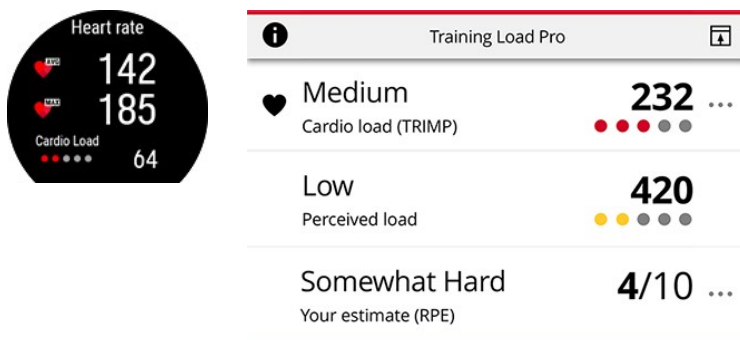 Heart rate
AVG 142
MAX 185
Cardio Load
64
Training Load Pro
Medium 232 ...
Cardio load (TRIMP)
Low 420
Perceived load
Somewhat Hard 4/10 ...
Your estimate (RPE)